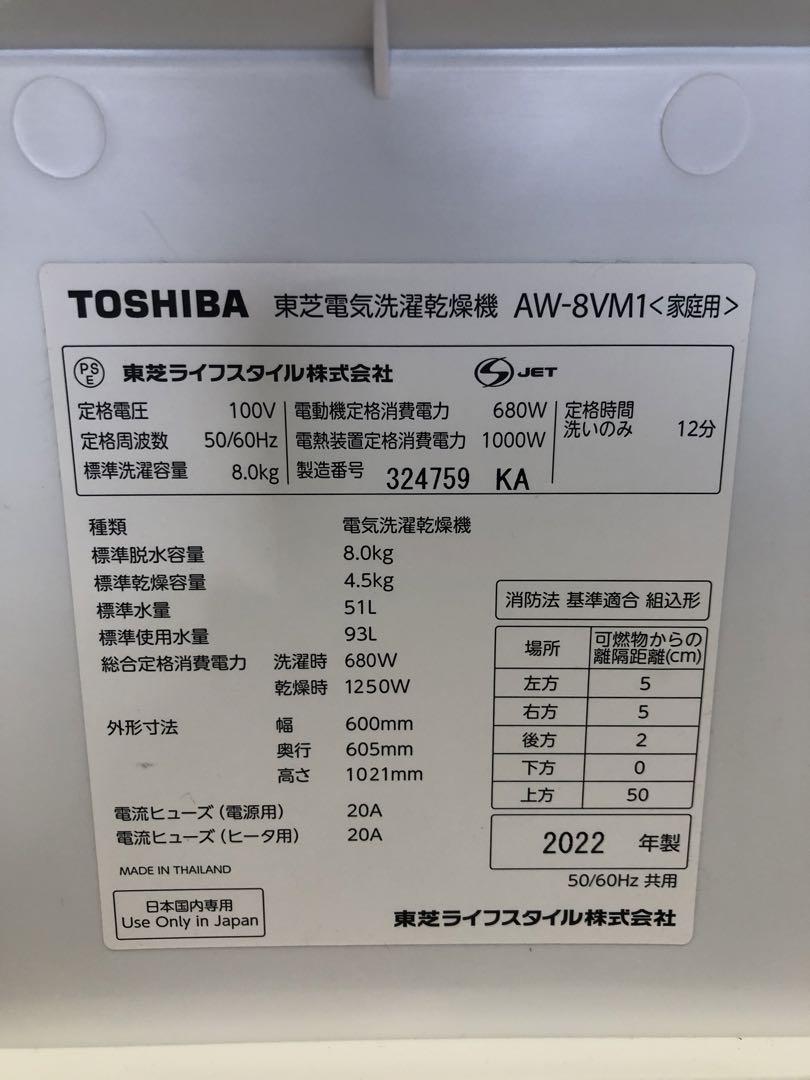 TOSHIBA 東芝電気洗濯乾燥機 AW-8VM1<家庭用>
PSE 東芝ライフスタイル株式会社 S JET
定格電圧 100V 電動機定格消費電力 680W 定格時間
定格周波数 50/60Hz 電熱装置定格消費電力 1000W 洗いのみ 12分
標準洗濯容量 8.0kg 製造番号 324759 KA
種類 電気洗濯乾燥機
標準脱水容量 8.0kg
標準乾燥容量 4.5kg
標準水量 51L
標準使用水量 93L
総合定格消費電力 洗濯時 680W
乾燥時 1250W
外形寸法 幅 600mm
奥行 605mm
高さ 1021mm
電流ヒューズ（電源用） 20A
電流ヒューズ（ヒータ用） 20A
MADE IN THAILAND
日本国内専用
Use Only in Japan
消防法 基準適合 組込形
場所 可燃物からの
離隔距離(cm)
左方 5
右方 5
後方 2
下方 0
上方 50
2022 年製
50/60Hz 共用
東芝ライフスタイル株式会社